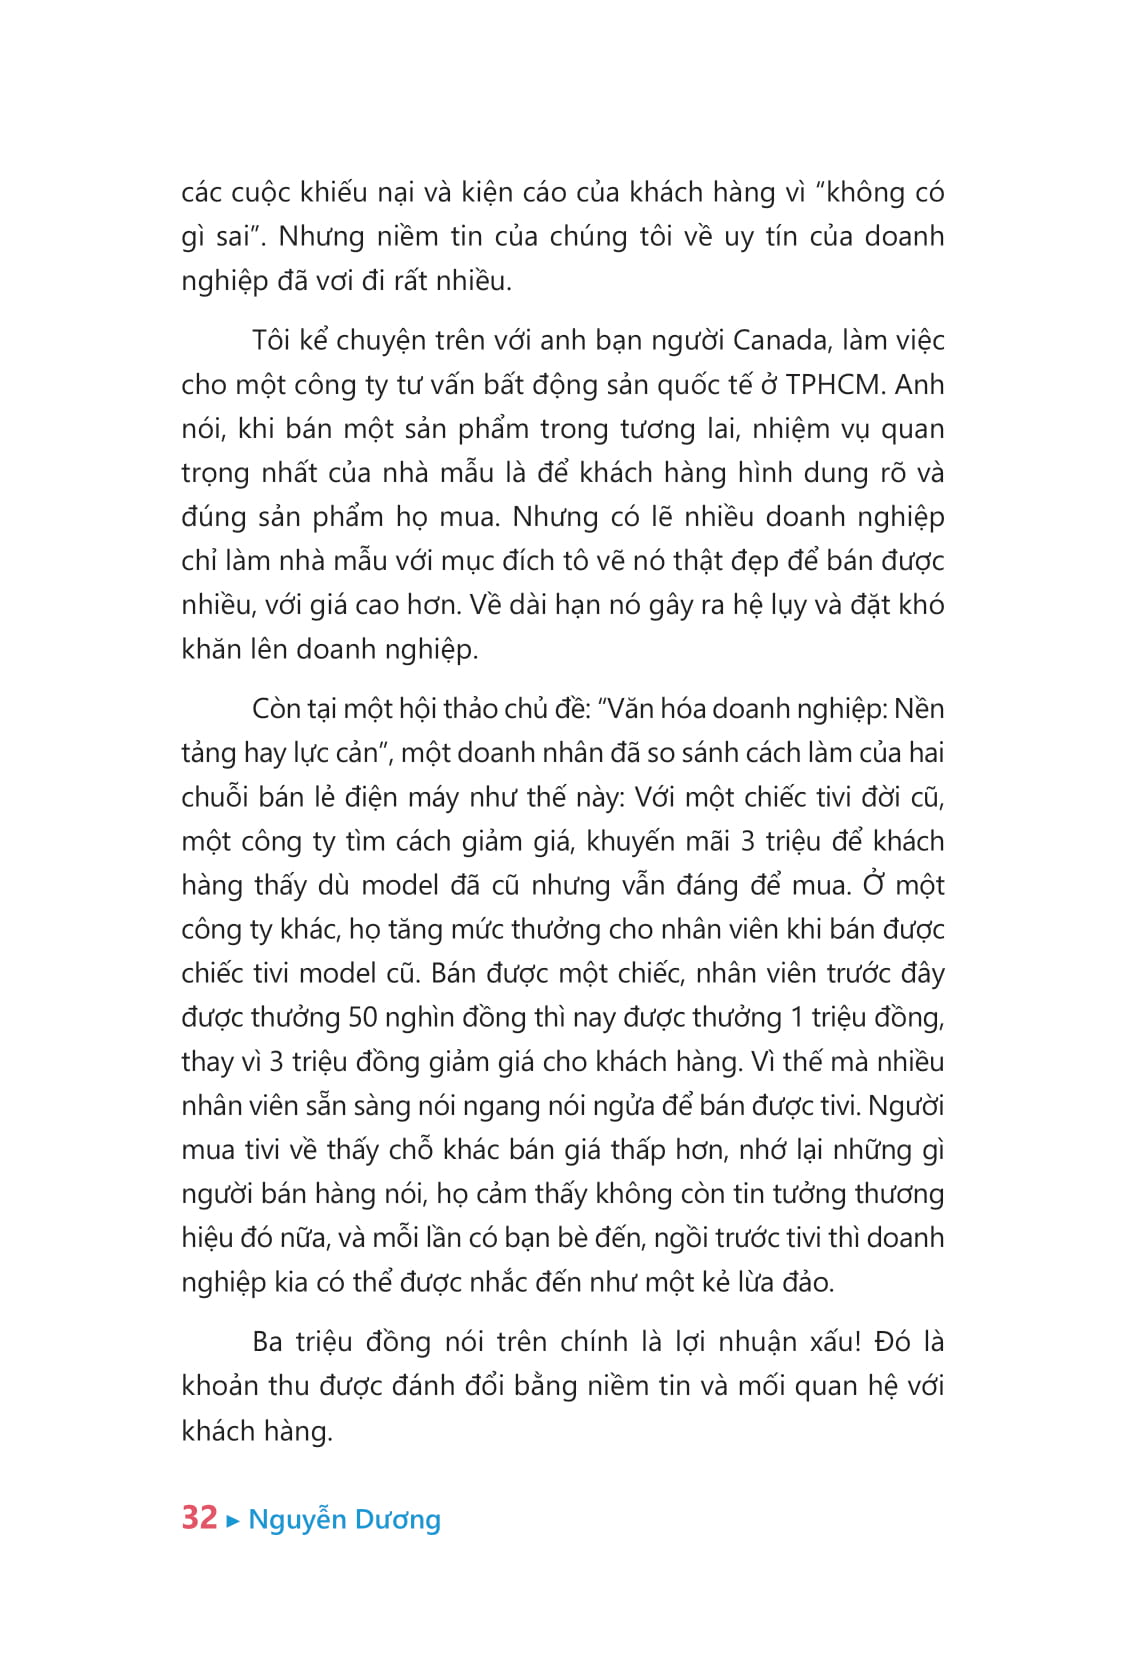 các cuộc khiếu nại và kiện cáo của khách hàng vì “không có
gì sai”. Nhưng niềm tin của chúng tôi về uy tín của doanh
nghiệp đã vơi đi rất nhiều.
Tôi kể chuyện trên với anh bạn người Canada, làm việc
cho một công ty tư vấn bất động sản quốc tế ở TPHCM. Anh
nói, khi bán một sản phẩm trong tương lai, nhiệm vụ quan
trọng nhất của nhà mẫu là để khách hàng hình dung rõ và
đúng sản phẩm họ mua. Nhưng có lẽ nhiều doanh nghiệp
chỉ làm nhà mẫu với mục đích tô vẽ nó thật đẹp để bán được
nhiều, với giá cao hơn. Về dài hạn nó gây ra hệ lụy và đặt khó
khăn lên doanh nghiệp.
Còn tại một hội thảo chủ đề: “Văn hóa doanh nghiệp: Nền
tảng hay lực cản”, một doanh nhân đã so sánh cách làm của hai
chuỗi bán lẻ điện máy như thế này: Với một chiếc tivi đời cũ,
một công ty tìm cách giảm giá, khuyến mãi 3 triệu để khách
hàng thấy dù model đã cũ nhưng vẫn đáng để mua. Ở một
công ty khác, họ tăng mức thưởng cho nhân viên khi bán được
chiếc tivi model cũ. Bán được một chiếc, nhân viên trước đây
được thưởng 50 nghìn đồng thì nay được thưởng 1 triệu đồng,
thay vì 3 triệu đồng giảm giá cho khách hàng. Vì thế mà nhiều
nhân viên sẵn sàng nói ngang nói ngửa để bán được tivi. Người
mua tivi về thấy chỗ khác bán giá thấp hơn, nhớ lại những gì
người bán hàng nói, họ cảm thấy không còn tin tưởng thương
hiệu đó nữa, và mỗi lần có bạn bè đến, ngồi trước tivi thì doanh
nghiệp kia có thể được nhắc đến như một kẻ lừa đảo.
Ba triệu đồng nói trên chính là lợi nhuận xấu! Đó là
khoản thu được đánh đổi bằng niềm tin và mối quan hệ với
khách hàng.
32 ▸ Nguyễn Dương